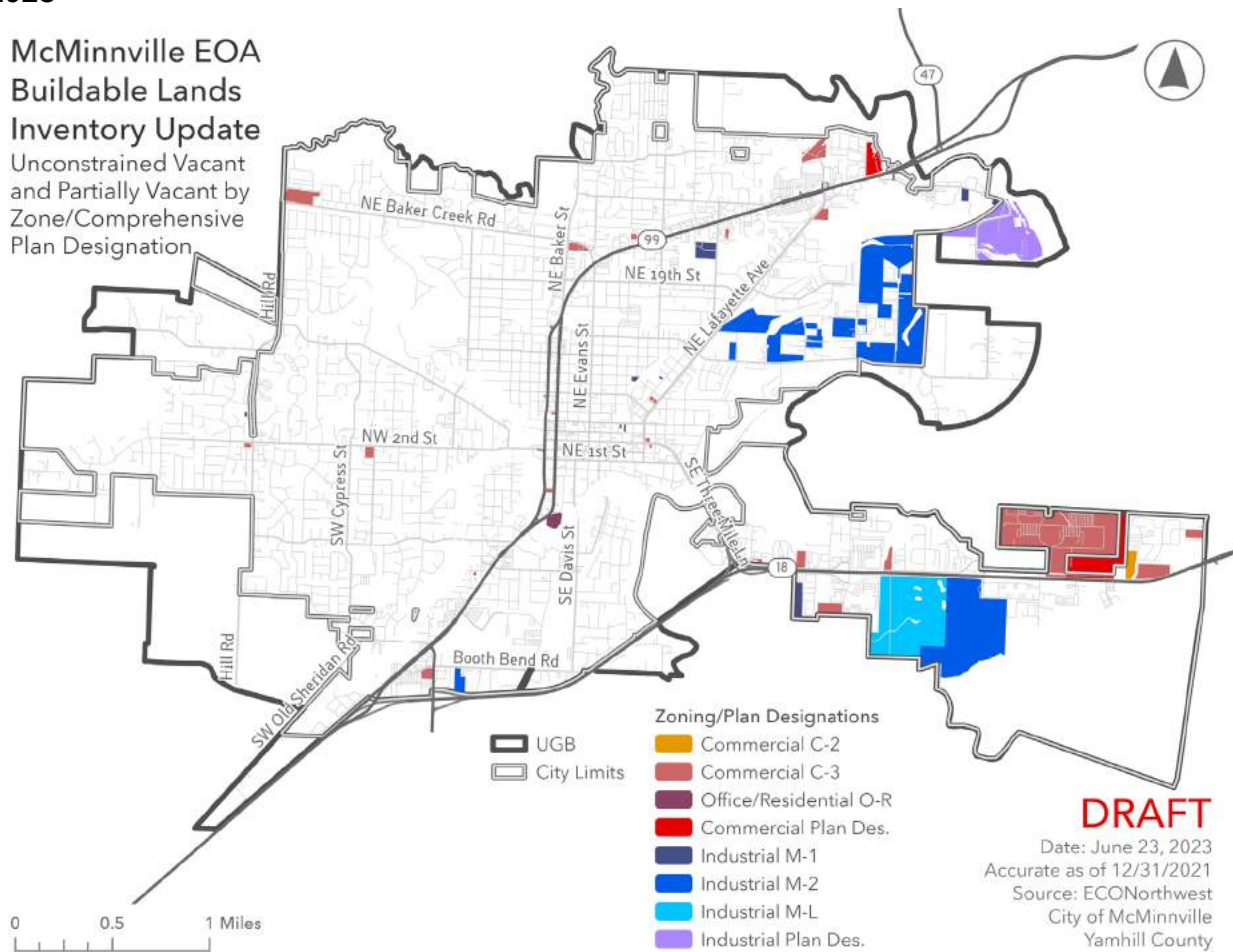 McMinnville EOA
Buildable Lands
Inventory Update
Unconstrained Vacant
and Partially Vacant by
Zone/Comprehensive
Plan Designation
47
NE Baker Creek Rd
NE Baker St
99
NE 19th St
Hill Rd
NE Lafayette Ave
NE Evans St
NW 2nd St
NE 1st St
SW Cypress St
SE Three Mile Ln
SE Davis St
18
Hill Rd
Booth Bend Rd
SW Old Sheridan Rd
UGB
City Limits
Zoning/Plan Designations
Commercial C-2
Commercial C-3
Office/Residential O-R
Commercial Plan Des.
Industrial M-1
Industrial M-2
Industrial M-L
Industrial Plan Des.
DRAFT
Date: June 23, 2023
Accurate as of 12/31/2021
Source: ECONorthwest
City of McMinnville
Yamhill County
0 0.5 1 Miles